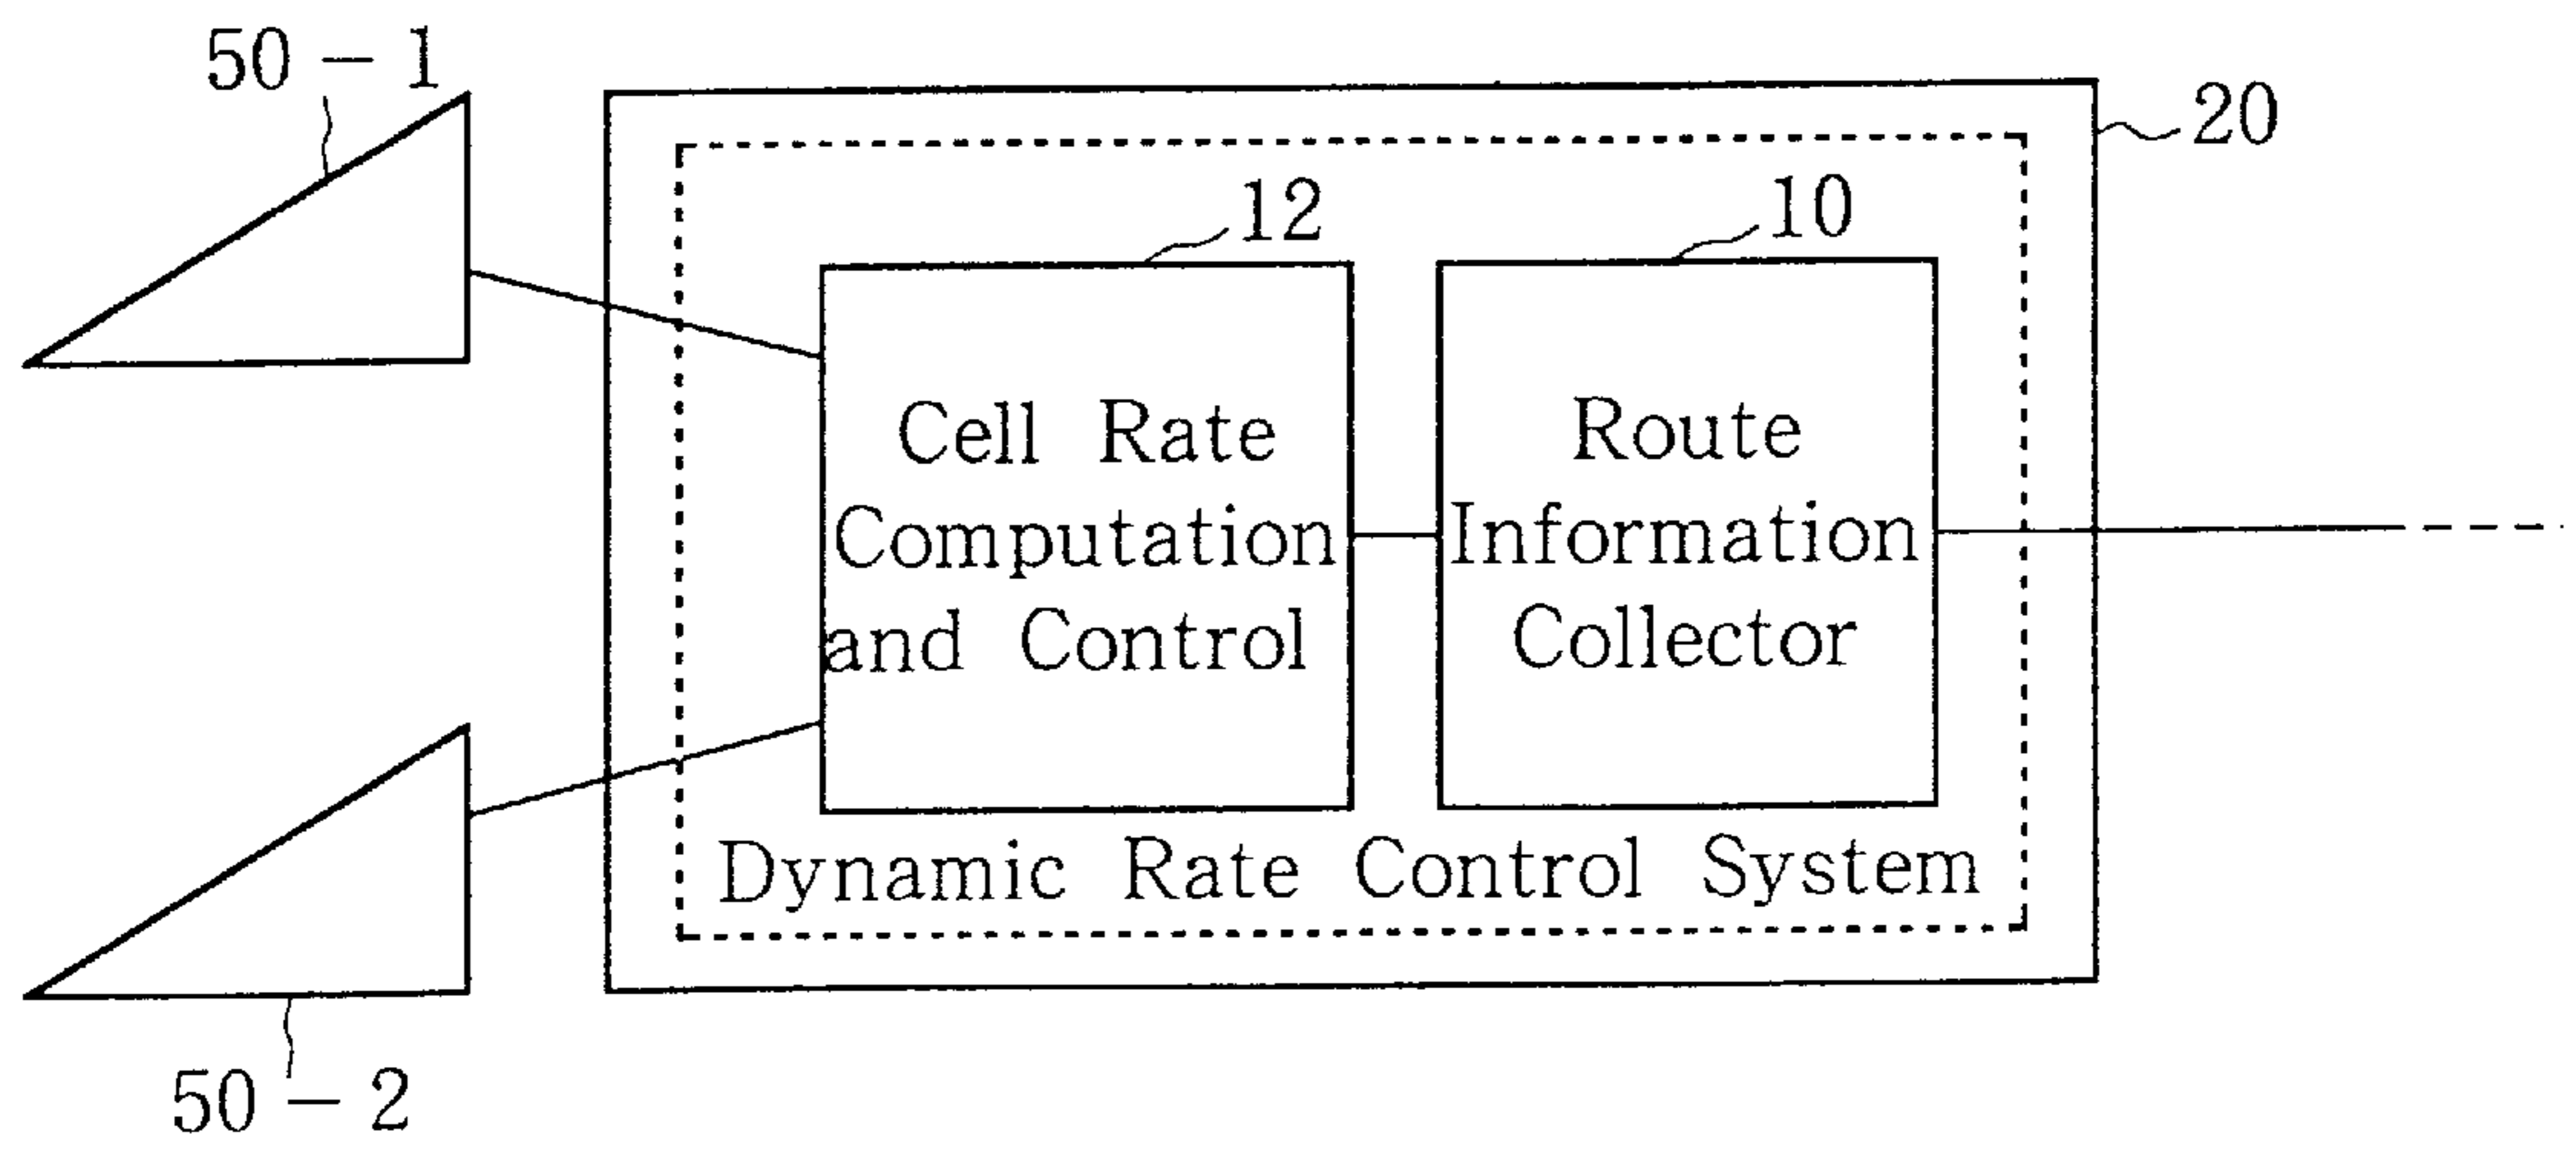 50-1
20
12
10
Cell Rate
Computation
and Control
Route
Information
Collector
Dynamic Rate Control System
50-2